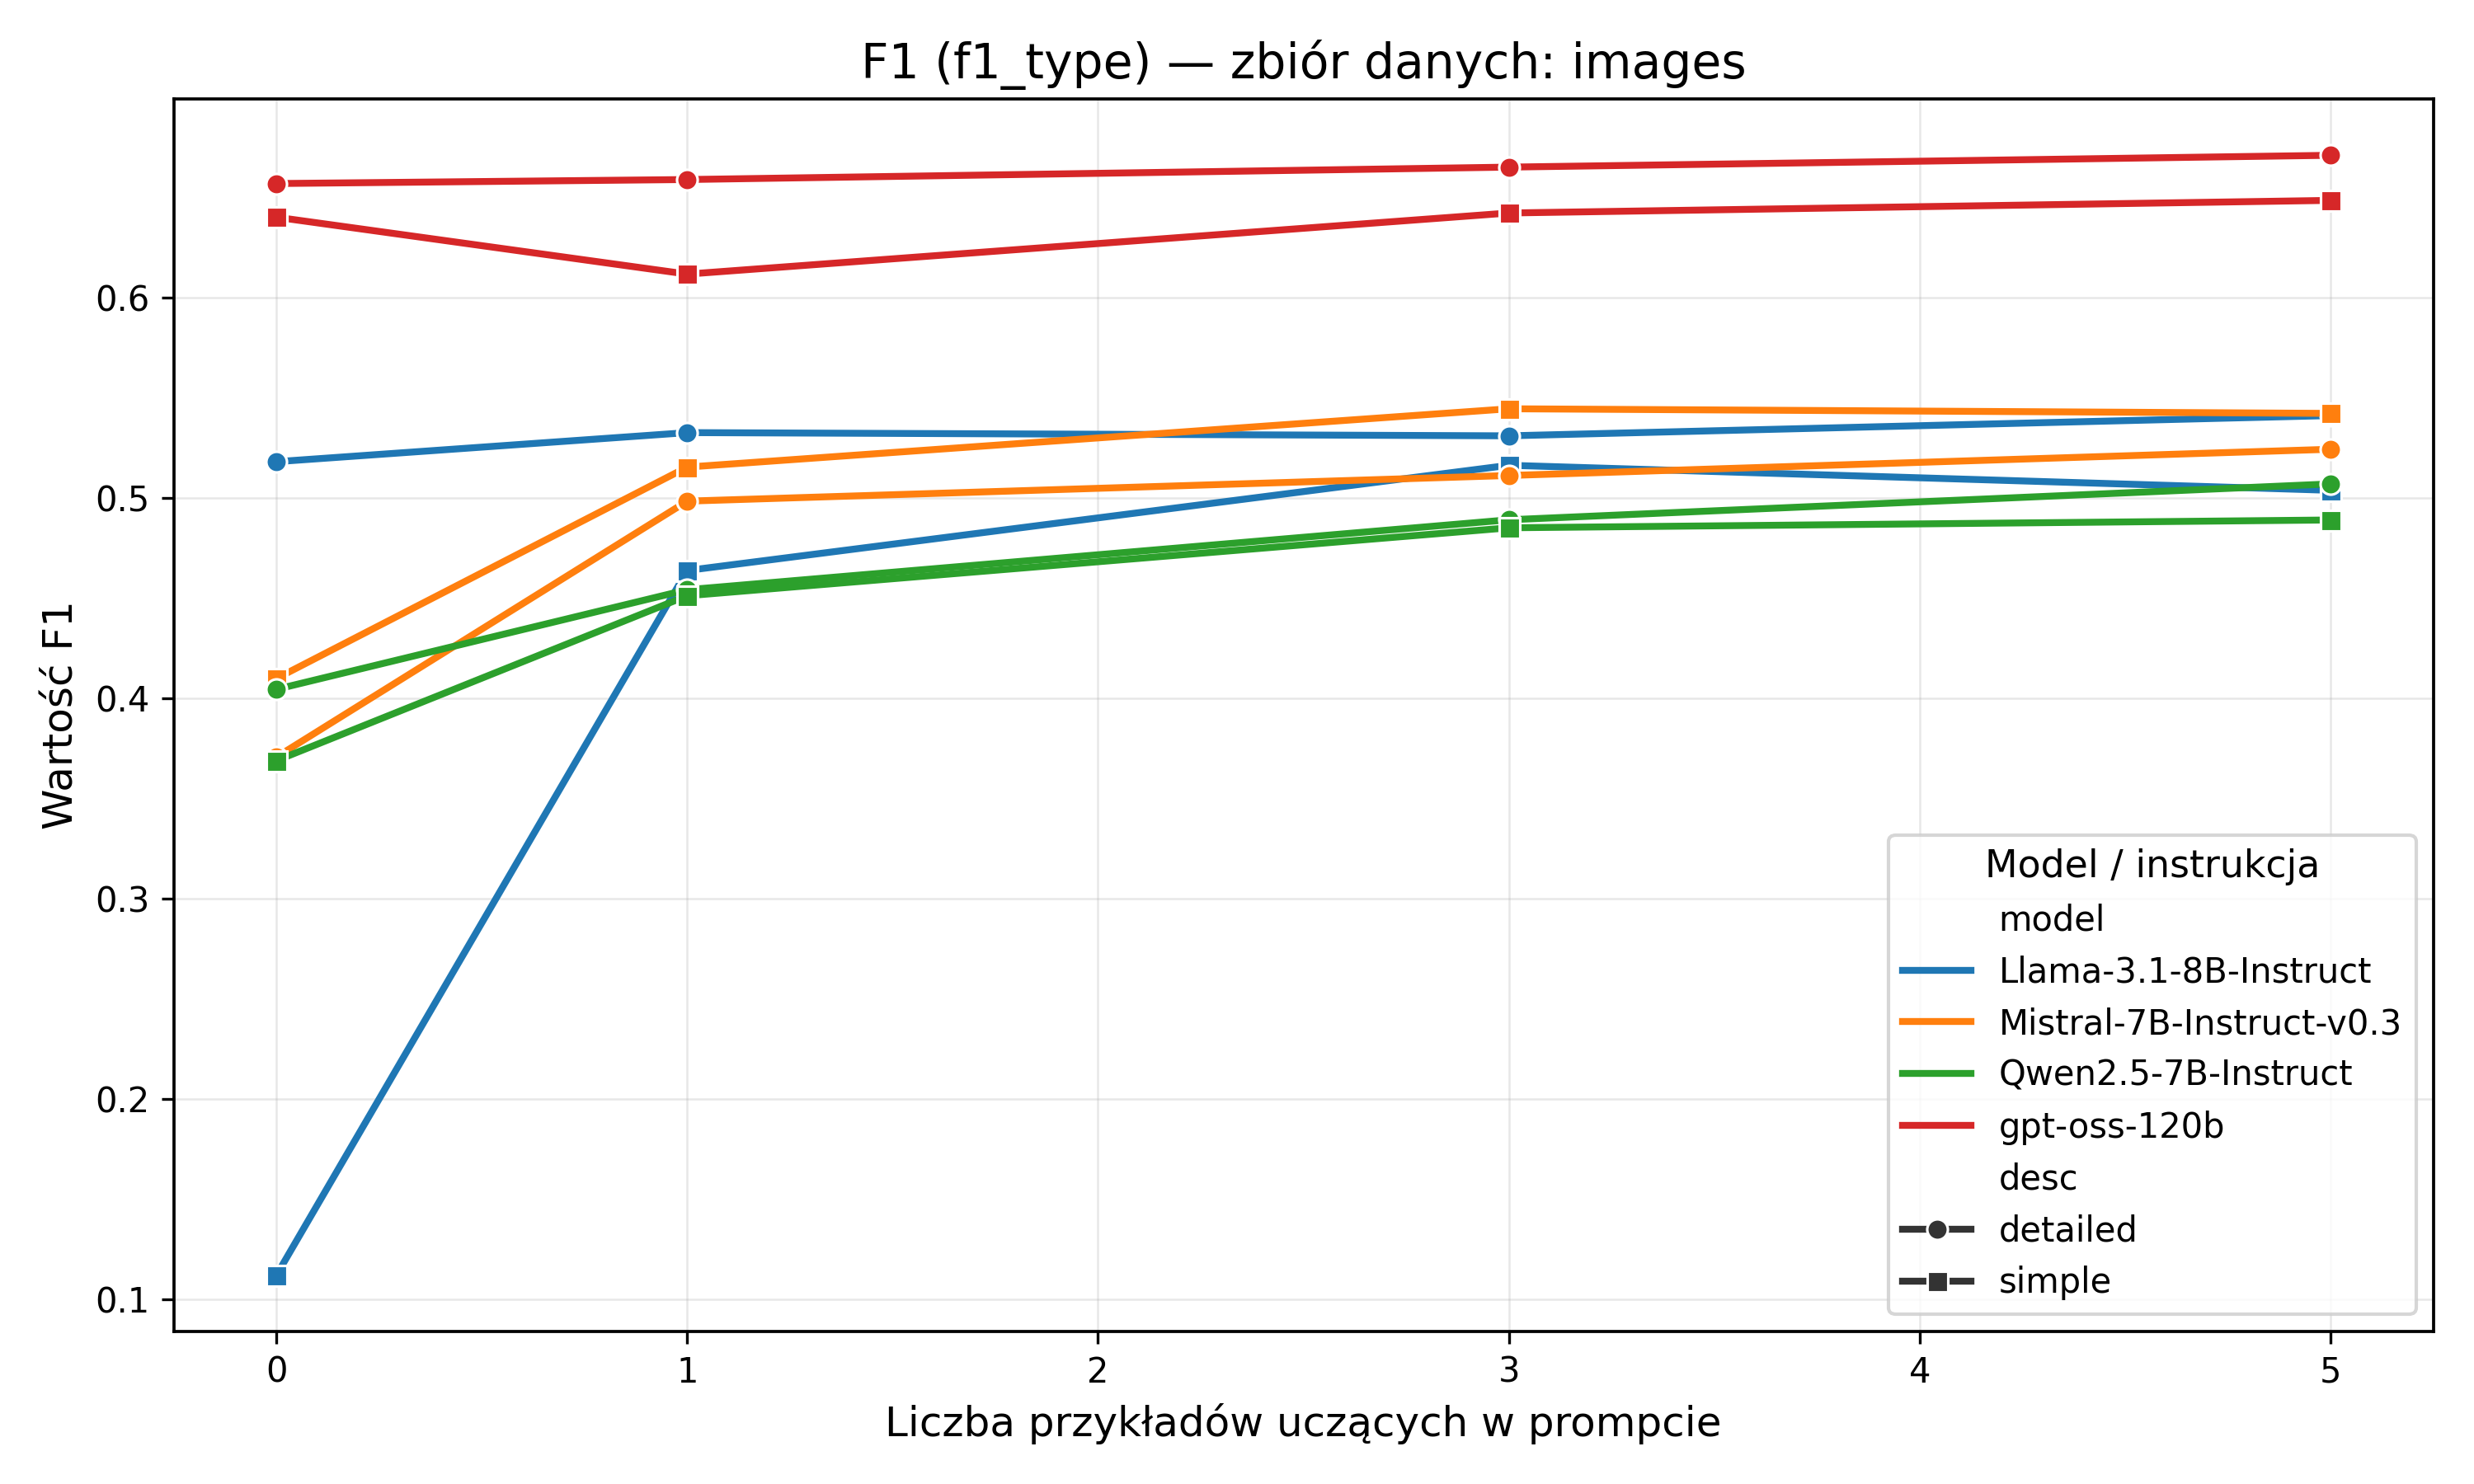 F1 (f1_type) — zbiór danych: images
Wartość F1
0.6
0.5
0.4
0.3
0.2
0.1
0 1 2 3 4 5
Liczba przykładów uczących w prompcie
Model / instrukcja
model
Llama-3.1-8B-Instruct
Mistral-7B-Instruct-v0.3
Qwen2.5-7B-Instruct
gpt-oss-120b
desc
detailed
simple